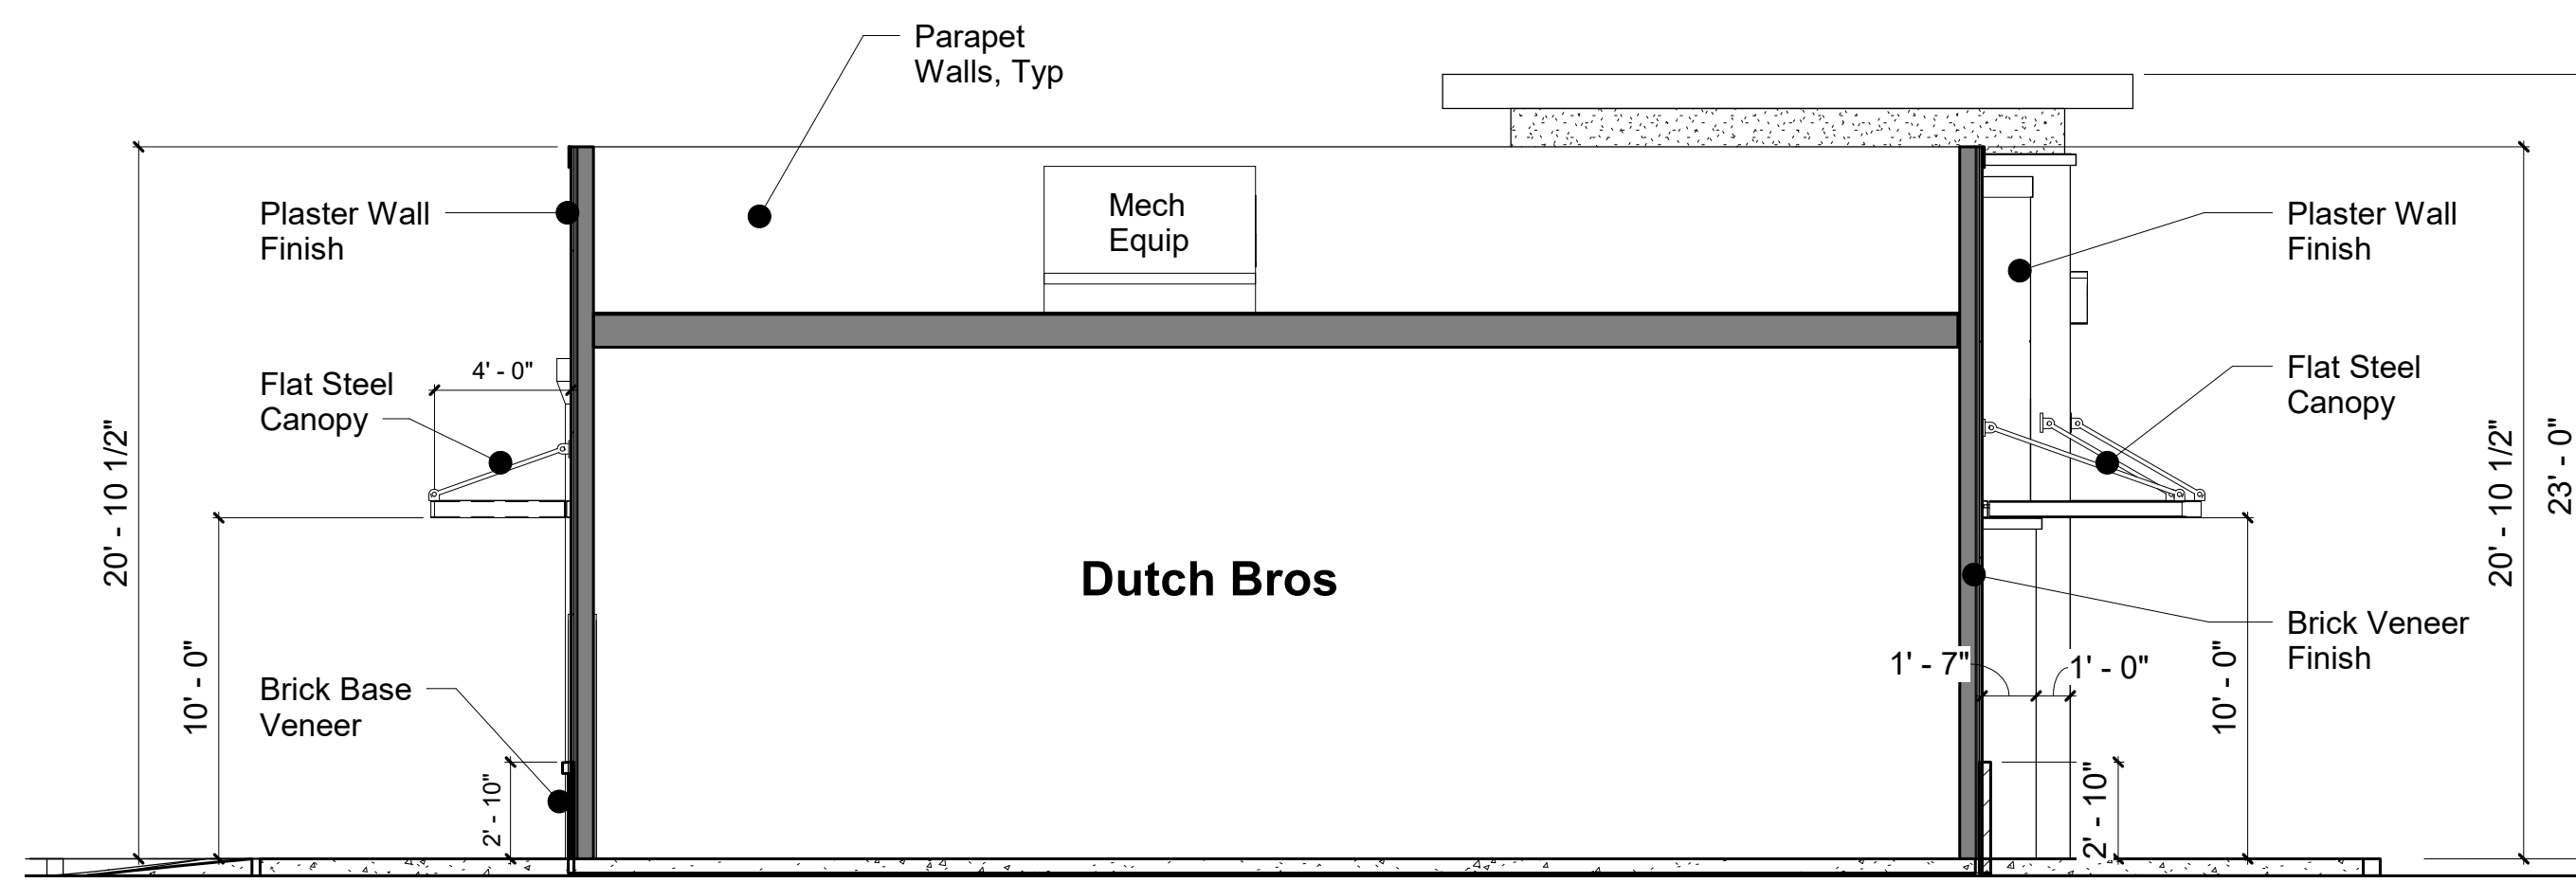 Parapet
Walls, Typ
Mech
Equip
Plaster Wall
Finish
Plaster Wall
Finish
4' - 0"
Flat Steel
Canopy
Flat Steel
Canopy
20' - 10 1/2"
20' - 10 1/2"
23' - 0"
Dutch Bros
10' - 0"
Brick Base
Veneer
1' - 7"
1' - 0"
10' - 0"
Brick Veneer
Finish
2' - 10"
2' - 10"